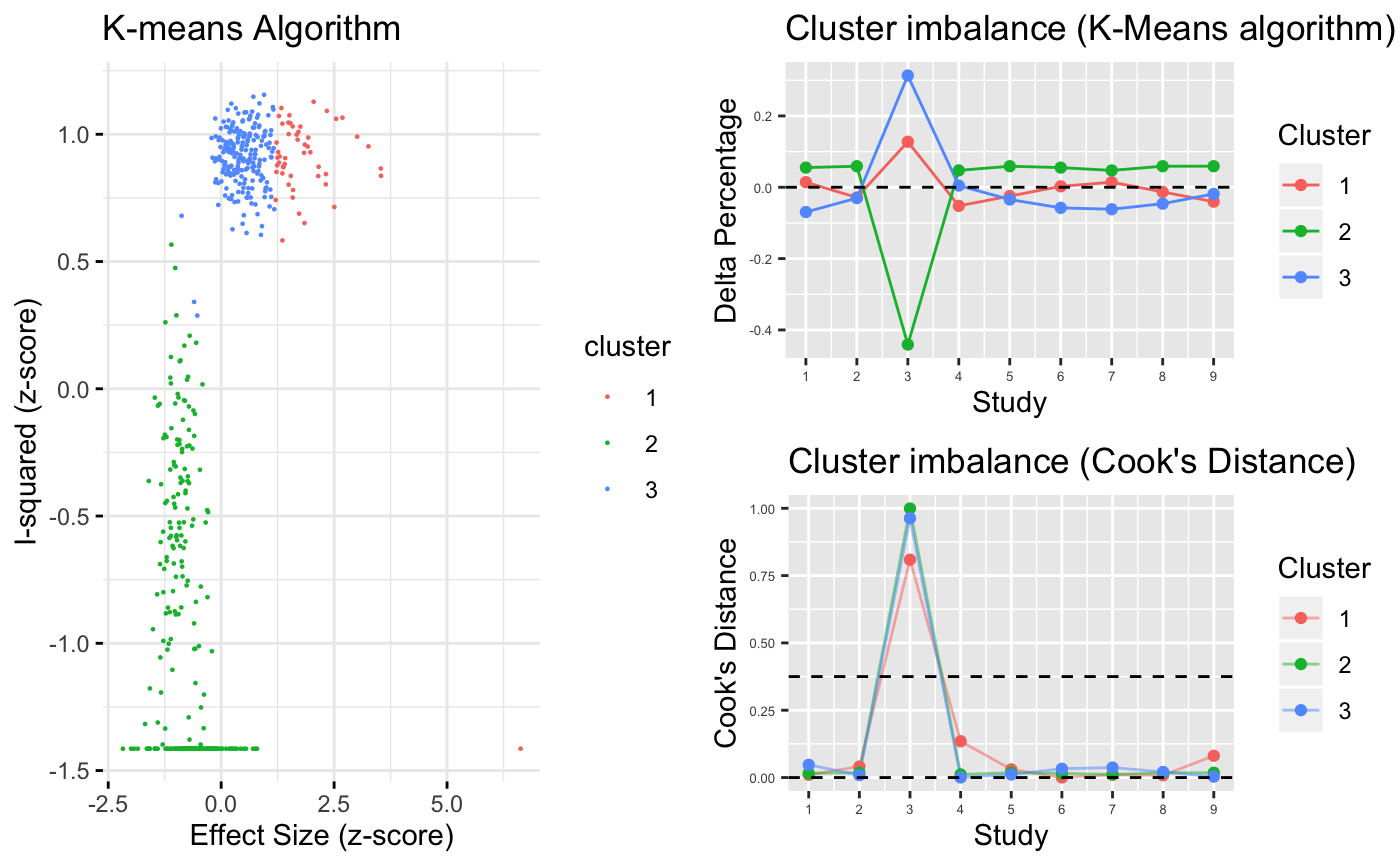 K-means Algorithm
I-squared (z-score)
1.0
0.5
0.0
-0.5
-1.0
-1.5
-2.5
0.0
2.5
5.0
Effect Size (z-score)
cluster
1
2
3
Cluster imbalance (K-Means algorithm)
Delta Percentage
0.2
0.0
-0.2
-0.4
1 2 3 4 5 6 7 8 9
Study
Cluster
1
2
3
Cluster imbalance (Cook's Distance)
Cook's Distance
1.00
0.75
0.50
0.25
0.00
1 2 3 4 5 6 7 8 9
Study
Cluster
1
2
3